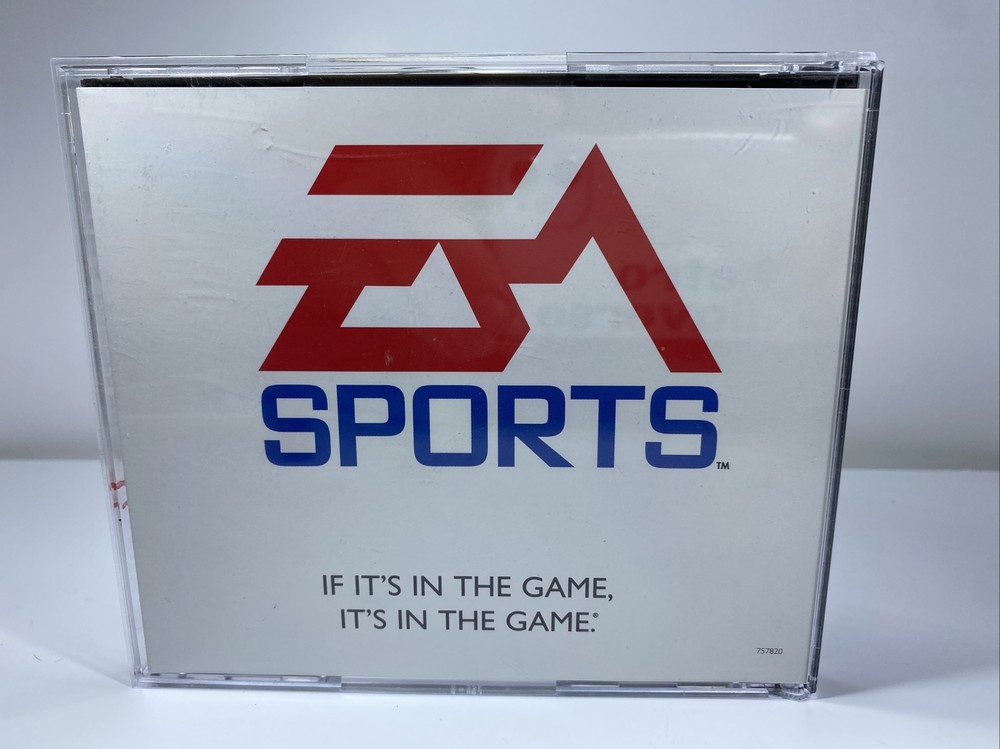 EA
SPORTS™
IF IT'S IN THE GAME,
IT'S IN THE GAME.®
757820